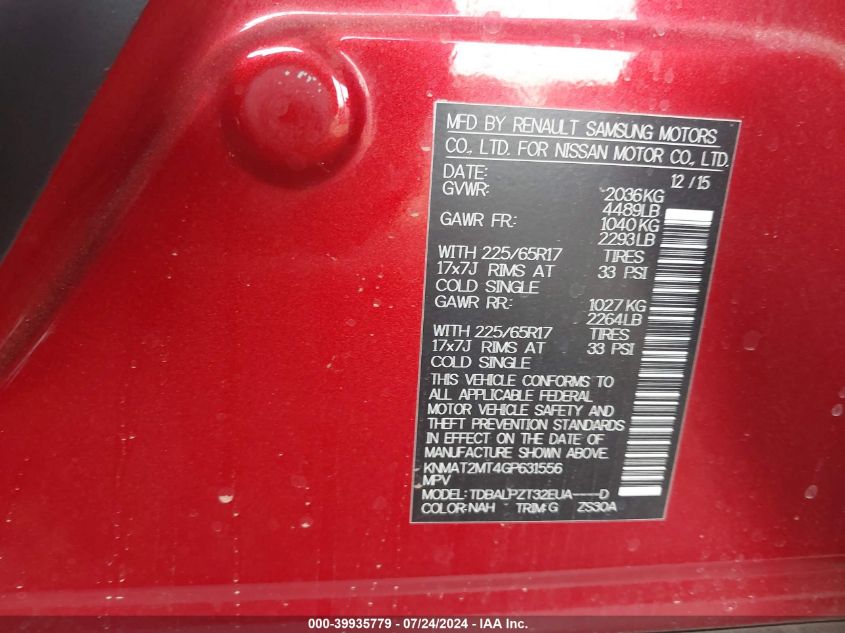 MFD BY RENAULT SAMSUNG MOTORS
CO., LTD. FOR NISSAN MOTOR CO., LTD.
DATE: 12/15
GVWR: 2036KG
4489LB
GAWR FR: 1040KG
2293LB
WITH 225/65R17 TIRES
17x7J RIMS AT 33 PSI
COLD SINGLE
GAWR RR: 1027KG
2264LB
WITH 225/65R17 TIRES
17x7J RIMS AT 33 PSI
COLD SINGLE
THIS VEHICLE CONFORMS TO
ALL APPLICABLE FEDERAL
MOTOR VEHICLE SAFETY AND
THEFT PREVENTION STANDARDS
IN EFFECT ON THE DATE OF
MANUFACTURE SHOWN ABOVE.
KNMAT2MT4GP631556
MPV
MODEL: TDBALPZT32EUA----D
COLOR: NAH TRIM: G ZS30A
000-39935779 - 07/24/2024 - IAA Inc.